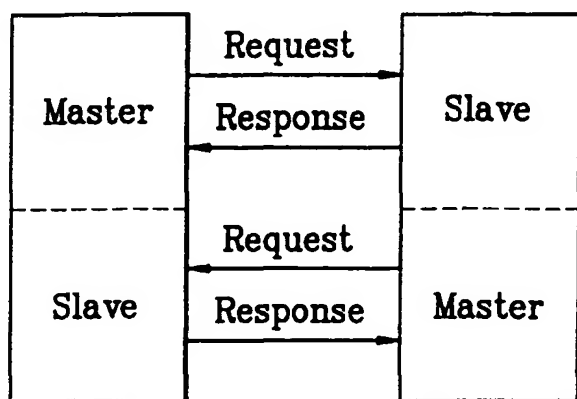 Request
Master
Response
Slave
Request
Slave
Response
Master